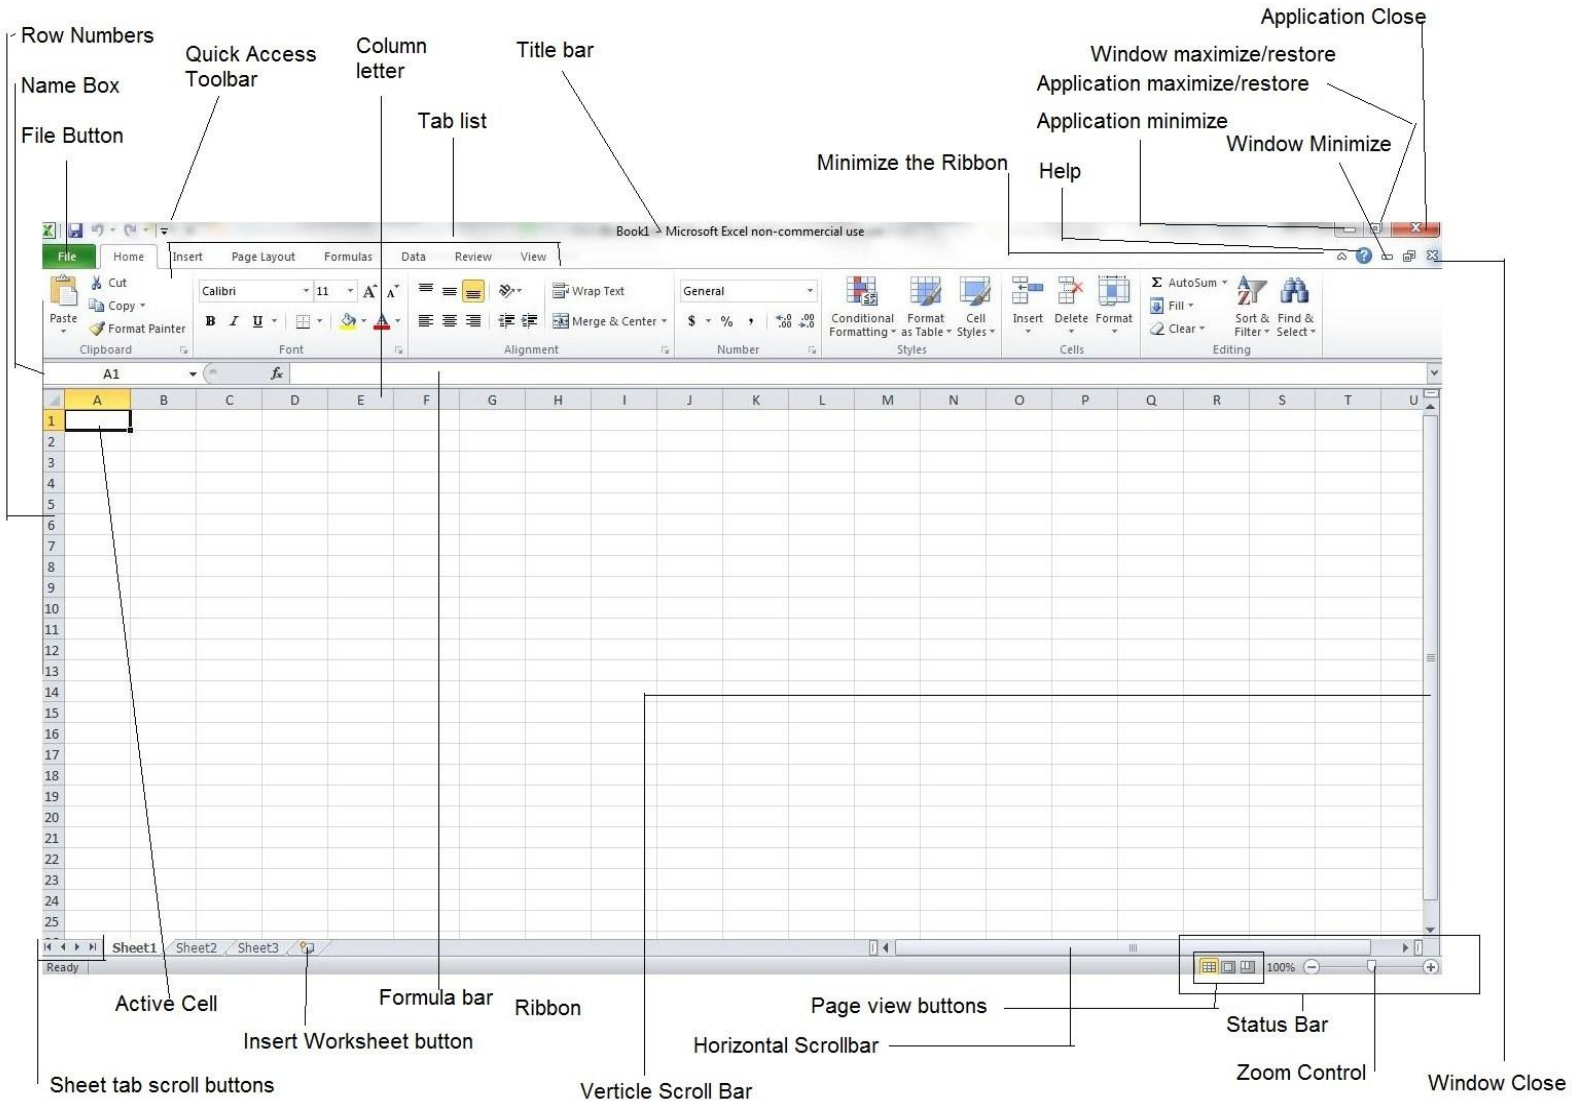 Application Close
Row Numbers
Column
letter
Quick Access
Toolbar
Title bar
Window maximize/restore
Name Box
Application maximize/restore
Tab list
Application minimize
File Button
Window Minimize
Minimize the Ribbon
Help
Book1 - Microsoft Excel non-commercial use
File Home Insert Page Layout Formulas Data Review View
Paste
Cut
Copy
Format Painter
Clipboard
Calibri 11
B I U
Font
Wrap Text
Merge & Center
Alignment
General
$ % ,
Number
Conditional
Formatting
Format
as Table
Cell
Styles
Styles
Insert Delete Format
Cells
Σ AutoSum
Fill
Clear
Sort &
Filter
Find &
Select
Editing
A1 fx
A B C D E F G H I J K L M N O P Q R S T U
1
2
3
4
5
6
7
8
9
10
11
12
13
14
15
16
17
18
19
20
21
22
23
24
25
Sheet1 Sheet2 Sheet3
Ready 100%
Active Cell
Formula bar
Ribbon
Page view buttons
Status Bar
Insert Worksheet button
Horizontal Scrollbar
Zoom Control
Sheet tab scroll buttons
Verticle Scroll Bar
Window Close